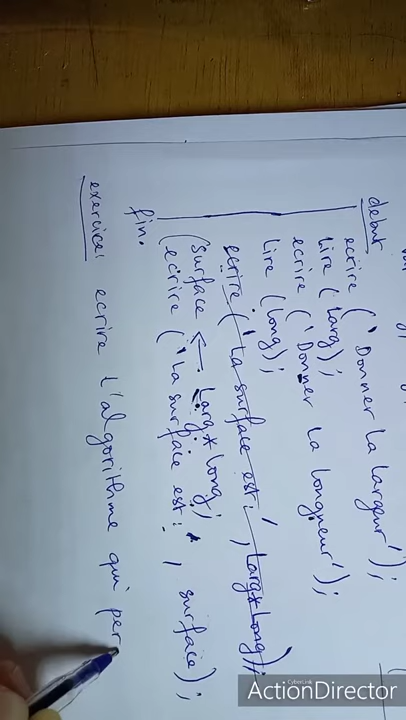 debut
ecrire ('Donner la largeur');
lire (larg);
ecrire ('Donner la longueur');
lire (long);
ecrire ('la surface est:', larg*long);
(surface ← larg*long;
(ecrire ('la surface est:', surface);
fin.
exercice: ecrire l'algorithme qui per
CyberLink
ActionDirector